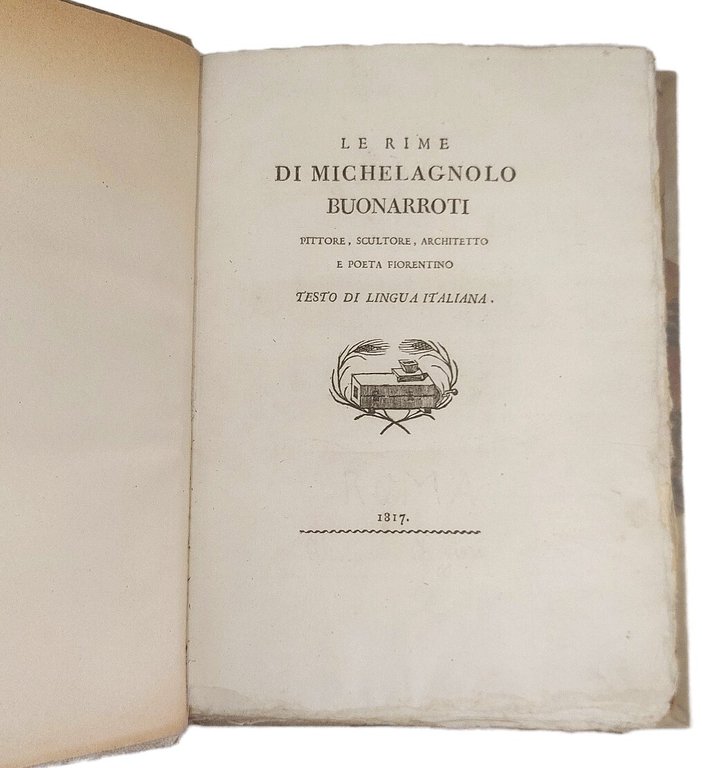 LE RIME
DI MICHELAGNOLO
BUONARROTI
PITTORE, SCULTORE, ARCHITETTO
E POETA FIORENTINO
TESTO DI LINGUA ITALIANA.
1817.